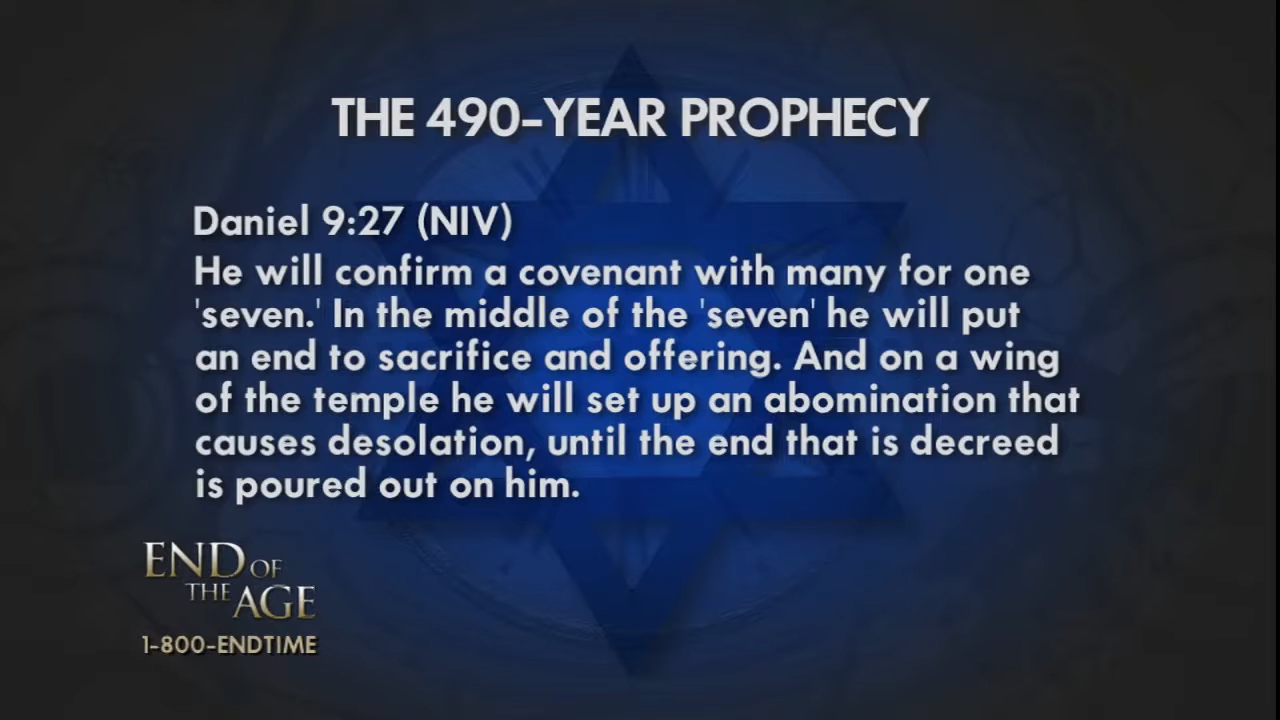 THE 490-YEAR PROPHECY
Daniel 9:27 (NIV)
He will confirm a covenant with many for one
'seven.' In the middle of the 'seven' he will put
an end to sacrifice and offering. And on a wing
of the temple he will set up an abomination that
causes desolation, until the end that is decreed
is poured out on him.
END OF
THE AGE
1-800-ENDTIME